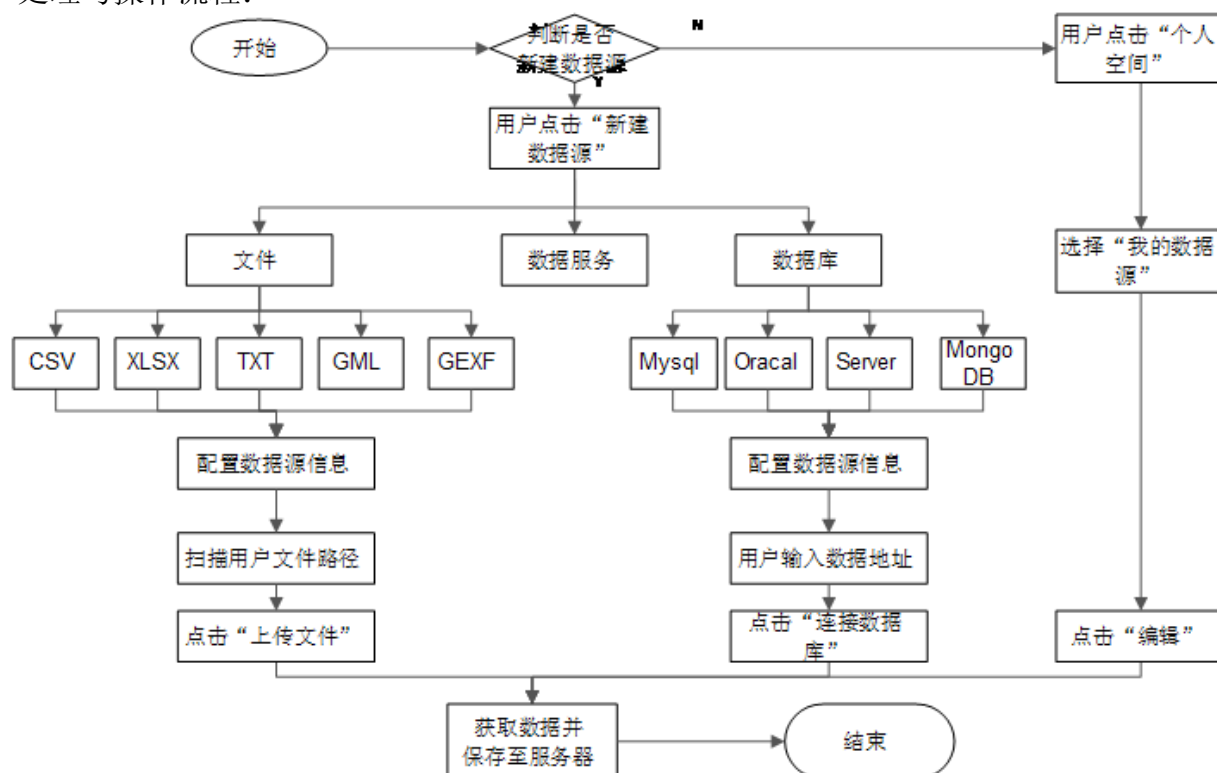 开始
判断是否
新建数据源
N
Y
用户点击“个人
空间”
用户点击“新建
数据源”
文件
数据服务
数据库
选择“我的数据
源”
CSV
XLSX
TXT
GML
GEXF
Mysql
Oracal
Server
Mongo
DB
配置数据源信息
配置数据源信息
扫描用户文件路径
用户输入数据地址
点击“上传文件”
点击“连接数据
库”
点击“编辑”
获取数据并
保存至服务器
结束